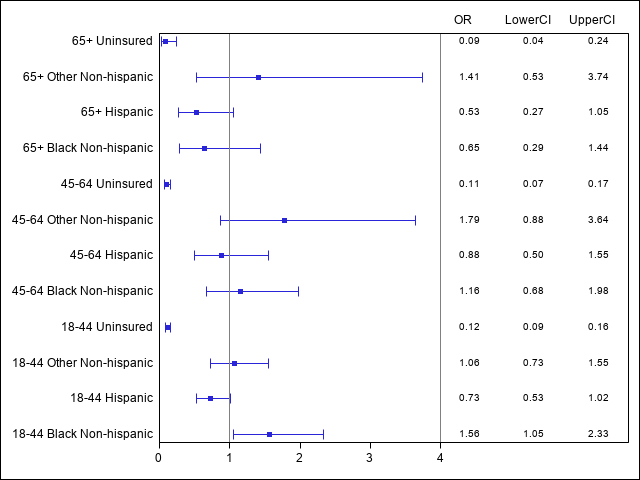 OR LowerCI UpperCI
65+ Uninsured 0.09 0.04 0.24
65+ Other Non-hispanic 1.41 0.53 3.74
65+ Hispanic 0.53 0.27 1.05
65+ Black Non-hispanic 0.65 0.29 1.44
45-64 Uninsured 0.11 0.07 0.17
45-64 Other Non-hispanic 1.79 0.88 3.64
45-64 Hispanic 0.88 0.50 1.55
45-64 Black Non-hispanic 1.16 0.68 1.98
18-44 Uninsured 0.12 0.09 0.16
18-44 Other Non-hispanic 1.06 0.73 1.55
18-44 Hispanic 0.73 0.53 1.02
18-44 Black Non-hispanic 1.56 1.05 2.33
0 1 2 3 4